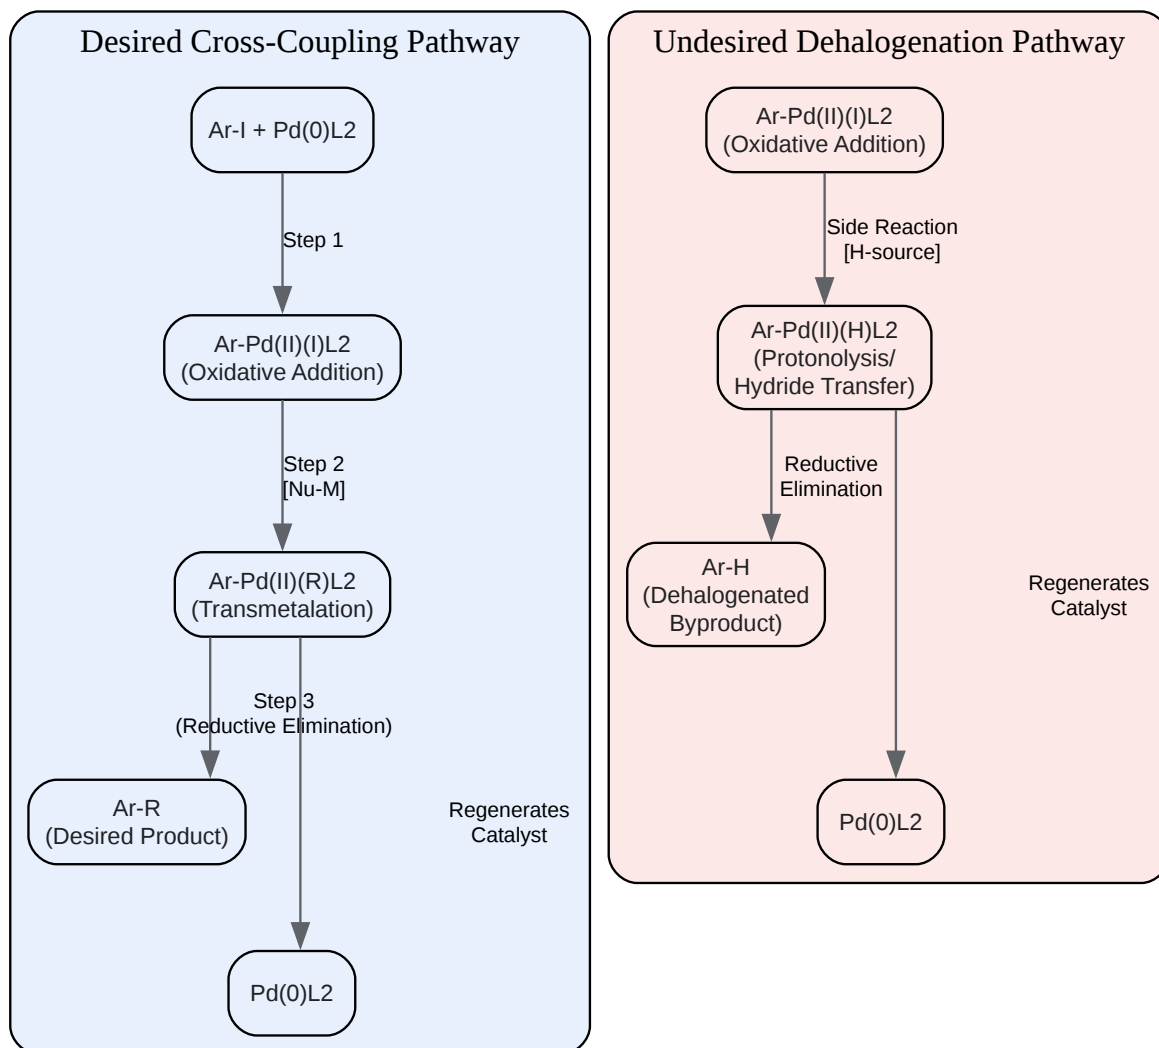 Desired Cross-Coupling Pathway
Ar-I + Pd(0)L2
Step 1
Ar-Pd(II)(I)L2
(Oxidative Addition)
Step 2
[Nu-M]
Ar-Pd(II)(R)L2
(Transmetalation)
Step 3
(Reductive Elimination)
Ar-R
(Desired Product)
Regenerates
Catalyst
Pd(0)L2
Undesired Dehalogenation Pathway
Ar-Pd(II)(I)L2
(Oxidative Addition)
Side Reaction
[H-source]
Ar-Pd(II)(H)L2
(Protonolysis/
Hydride Transfer)
Reductive
Elimination
Ar-H
(Dehalogenated
Byproduct)
Regenerates
Catalyst
Pd(0)L2